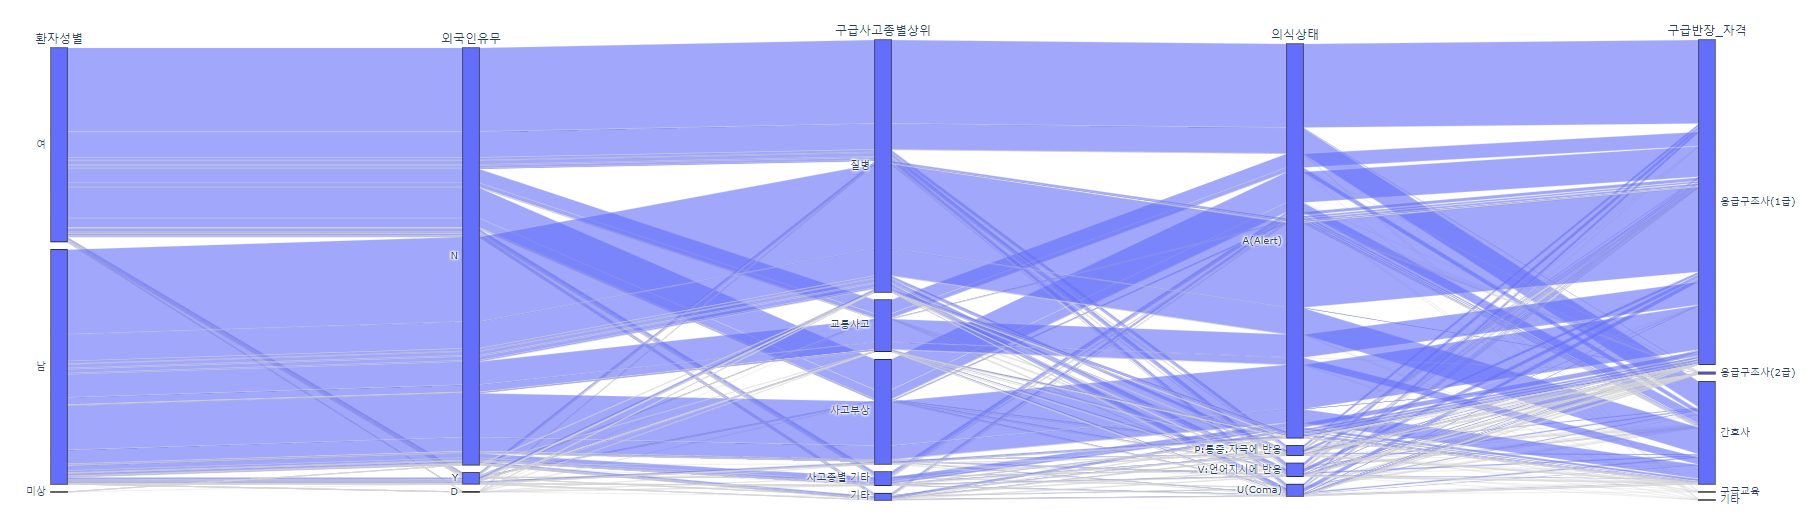 환자성별
외국인유무
구급사고종별상위
의식상태
구급반장_자격
여
남
미상
N
Y
D
질병
교통사고
사고부상
사고종별 기타
기타
A(Alert)
P:통증.자극에 반응
V:언어지시에 반응
U(Coma)
응급구조사(1급)
응급구조사(2급)
간호사
구급교육
기타